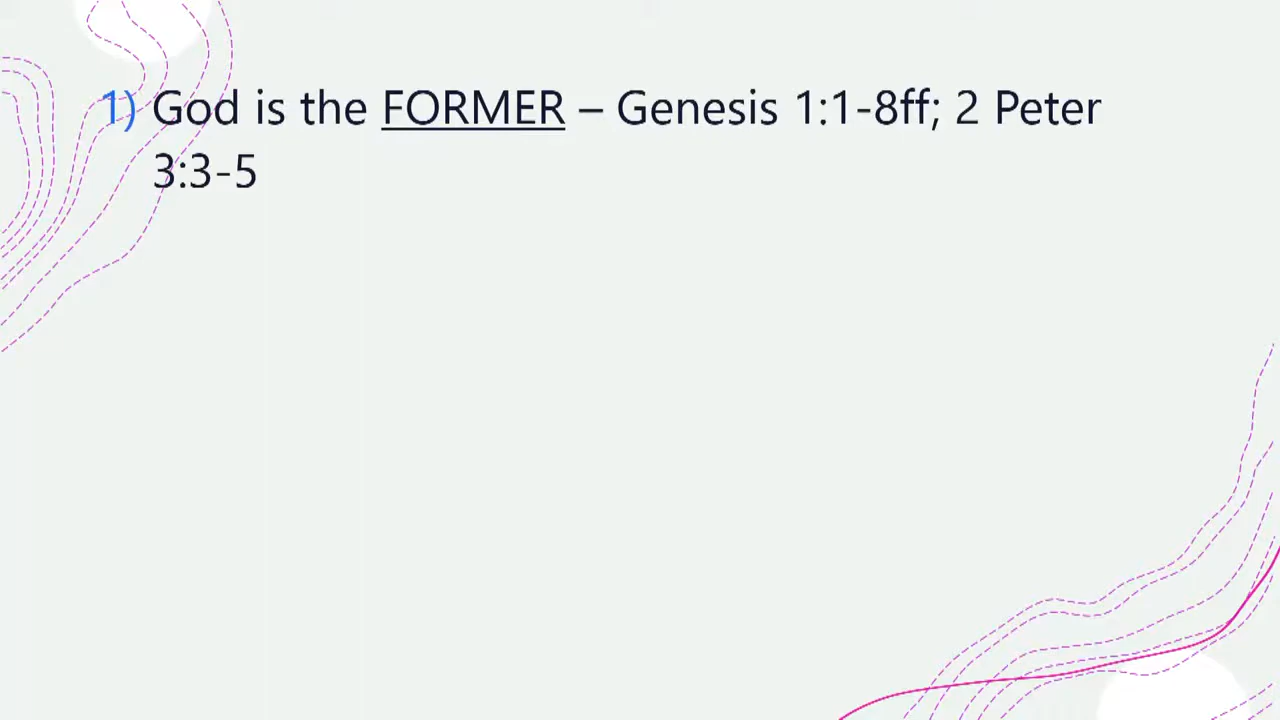 1) God is the FORMER – Genesis 1:1-8ff; 2 Peter
3:3-5